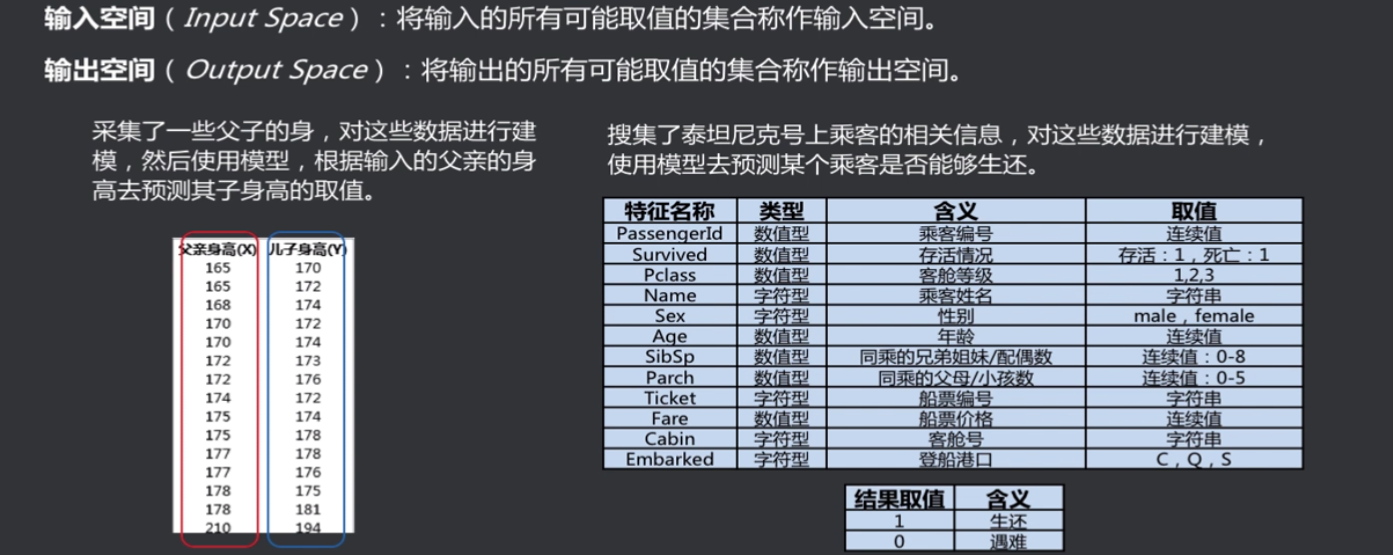 输入空间（Input Space）：将输入的所有可能取值的集合称作输入空间。
输出空间（Output Space）：将输出的所有可能取值的集合称作输出空间。
采集了一些父子的身，对这些数据进行建
模，然后使用模型，根据输入的父亲的身
高去预测其子身高的取值。
父亲身高(X) 儿子身高(Y)
165 170
165 172
168 174
170 172
170 174
172 173
172 176
174 172
175 174
175 178
177 178
177 176
178 175
178 181
210 194
搜集了泰坦尼克号上乘客的相关信息，对这些数据进行建模，
使用模型去预测某个乘客是否能够生还。
特征名称 类型 含义 取值
PassengerId 数值型 乘客编号 连续值
Survived 数值型 存活情况 存活：1，死亡：1
Pclass 数值型 客舱等级 1,2,3
Name 字符型 乘客姓名 字符串
Sex 字符型 性别 male，female
Age 数值型 年龄 连续值
SibSp 数值型 同乘的兄弟姐妹/配偶数 连续值：0-8
Parch 数值型 同乘的父母/小孩数 连续值：0-5
Ticket 字符型 船票编号 字符串
Fare 数值型 船票价格 连续值
Cabin 字符型 客舱号 字符串
Embarked 字符型 登船港口 C，Q，S
结果取值 含义
1 生还
0 遇难